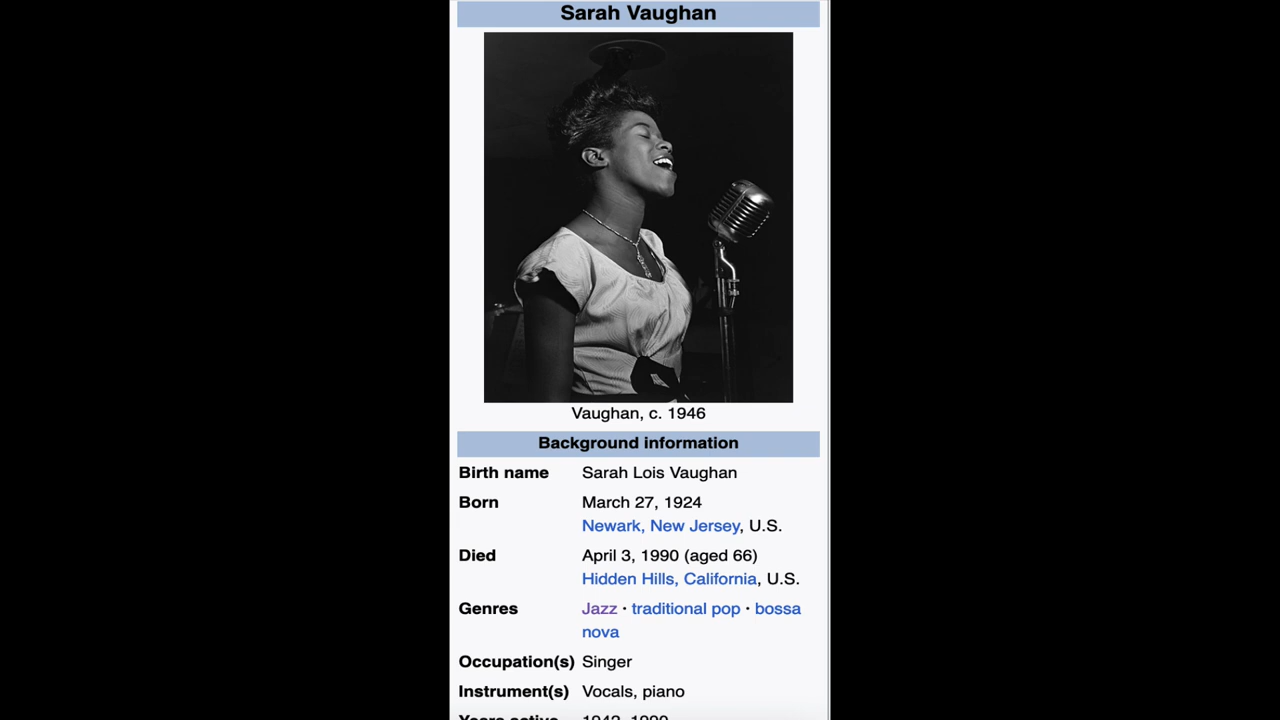 Sarah Vaughan
Vaughan, c. 1946
Background information
Birth name Sarah Lois Vaughan
Born March 27, 1924
Newark, New Jersey, U.S.
Died April 3, 1990 (aged 66)
Hidden Hills, California, U.S.
Genres Jazz · traditional pop · bossa
nova
Occupation(s) Singer
Instrument(s) Vocals, piano
Years active